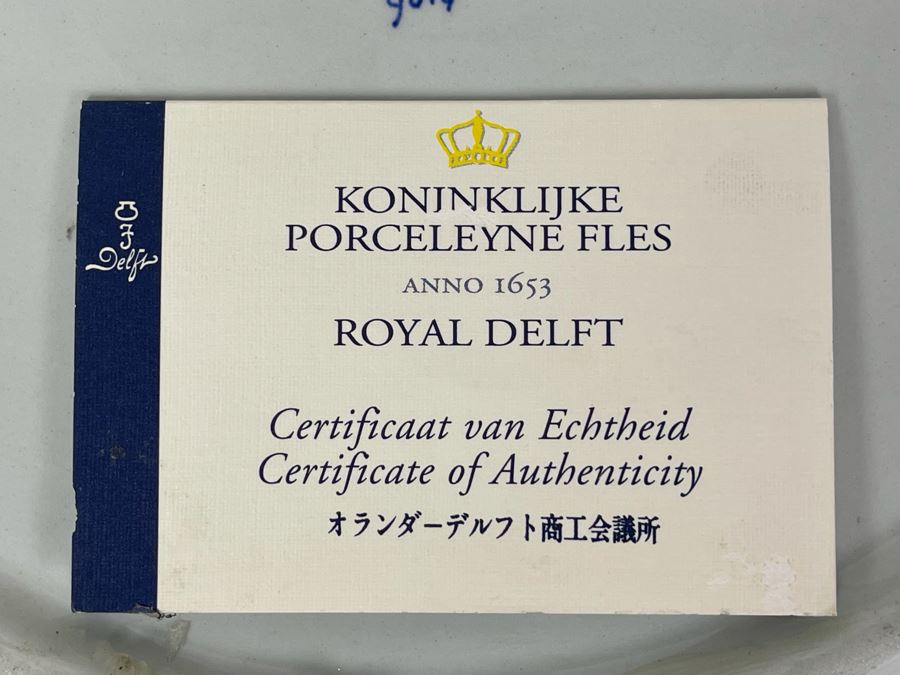 KONINKLIJKE
PORCELEYNE FLES
ANNO 1653
ROYAL DELFT
Certificaat van Echtheid
Certificate of Authenticity
オランダーデルフト商工会議所
Delft